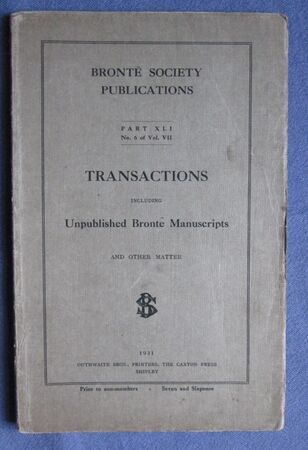 BRONTË SOCIETY
PUBLICATIONS
PART XLI
No. 6 of Vol. VII
TRANSACTIONS
INCLUDING
Unpublished Bronte Manuscripts
AND OTHER MATTER
BS
1931
OUTHWAITE BROS., PRINTERS, THE CAXTON PRESS
SHIPLEY
Price to non-members - Seven and Sixpence